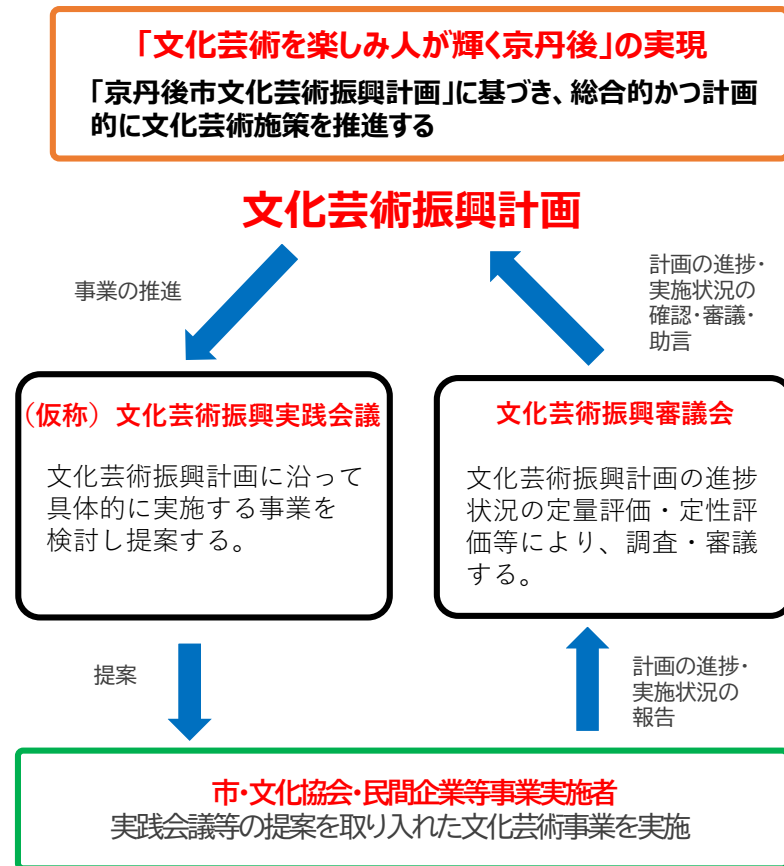 「文化芸術を楽しみ人が輝く京丹後」の実現
「京丹後市文化芸術振興計画」に基づき、総合的かつ計画
的に文化芸術施策を推進する
文化芸術振興計画
事業の推進
計画の進捗・
実施状況の
確認・審議・
助言
（仮称）文化芸術振興実践会議
文化芸術振興計画に沿って
具体的に実施する事業を
検討し提案する。
文化芸術振興審議会
文化芸術振興計画の進捗
状況の定量評価・定性評
価等により、調査・審議
する。
提案
計画の進捗・
実施状況の
報告
市・文化協会・民間企業等事業実施者
実践会議等の提案を取り入れた文化芸術事業を実施